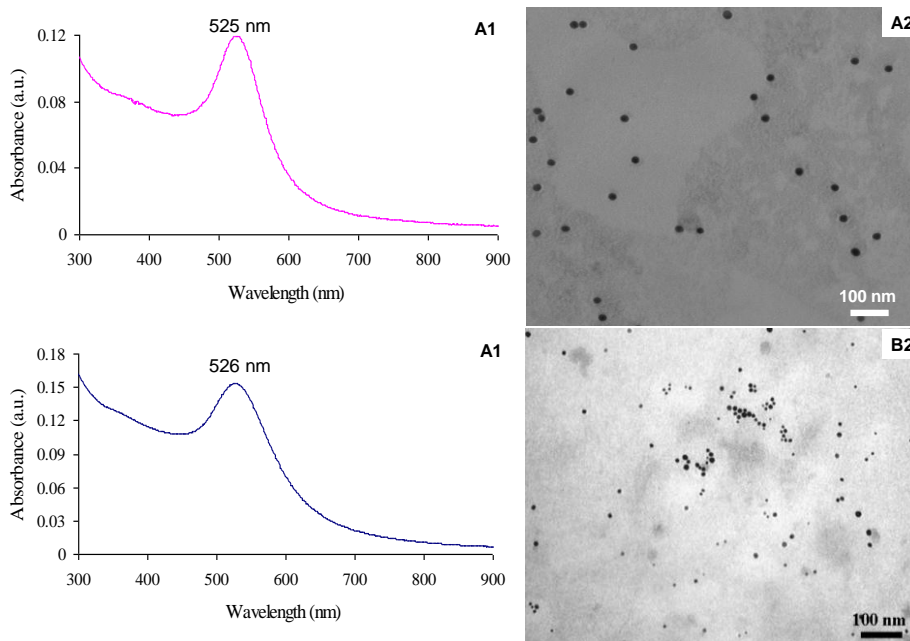 525 nm
A1
0.12
0.08
0.04
0
Absorbance (a.u.)
300 400 500 600 700 800 900
Wavelength (nm)
A2
100 nm
526 nm
A1
0.18
0.15
0.12
0.09
0.06
0.03
0
Absorbance (a.u.)
300 400 500 600 700 800 900
Wavelength (nm)
B2
100 nm